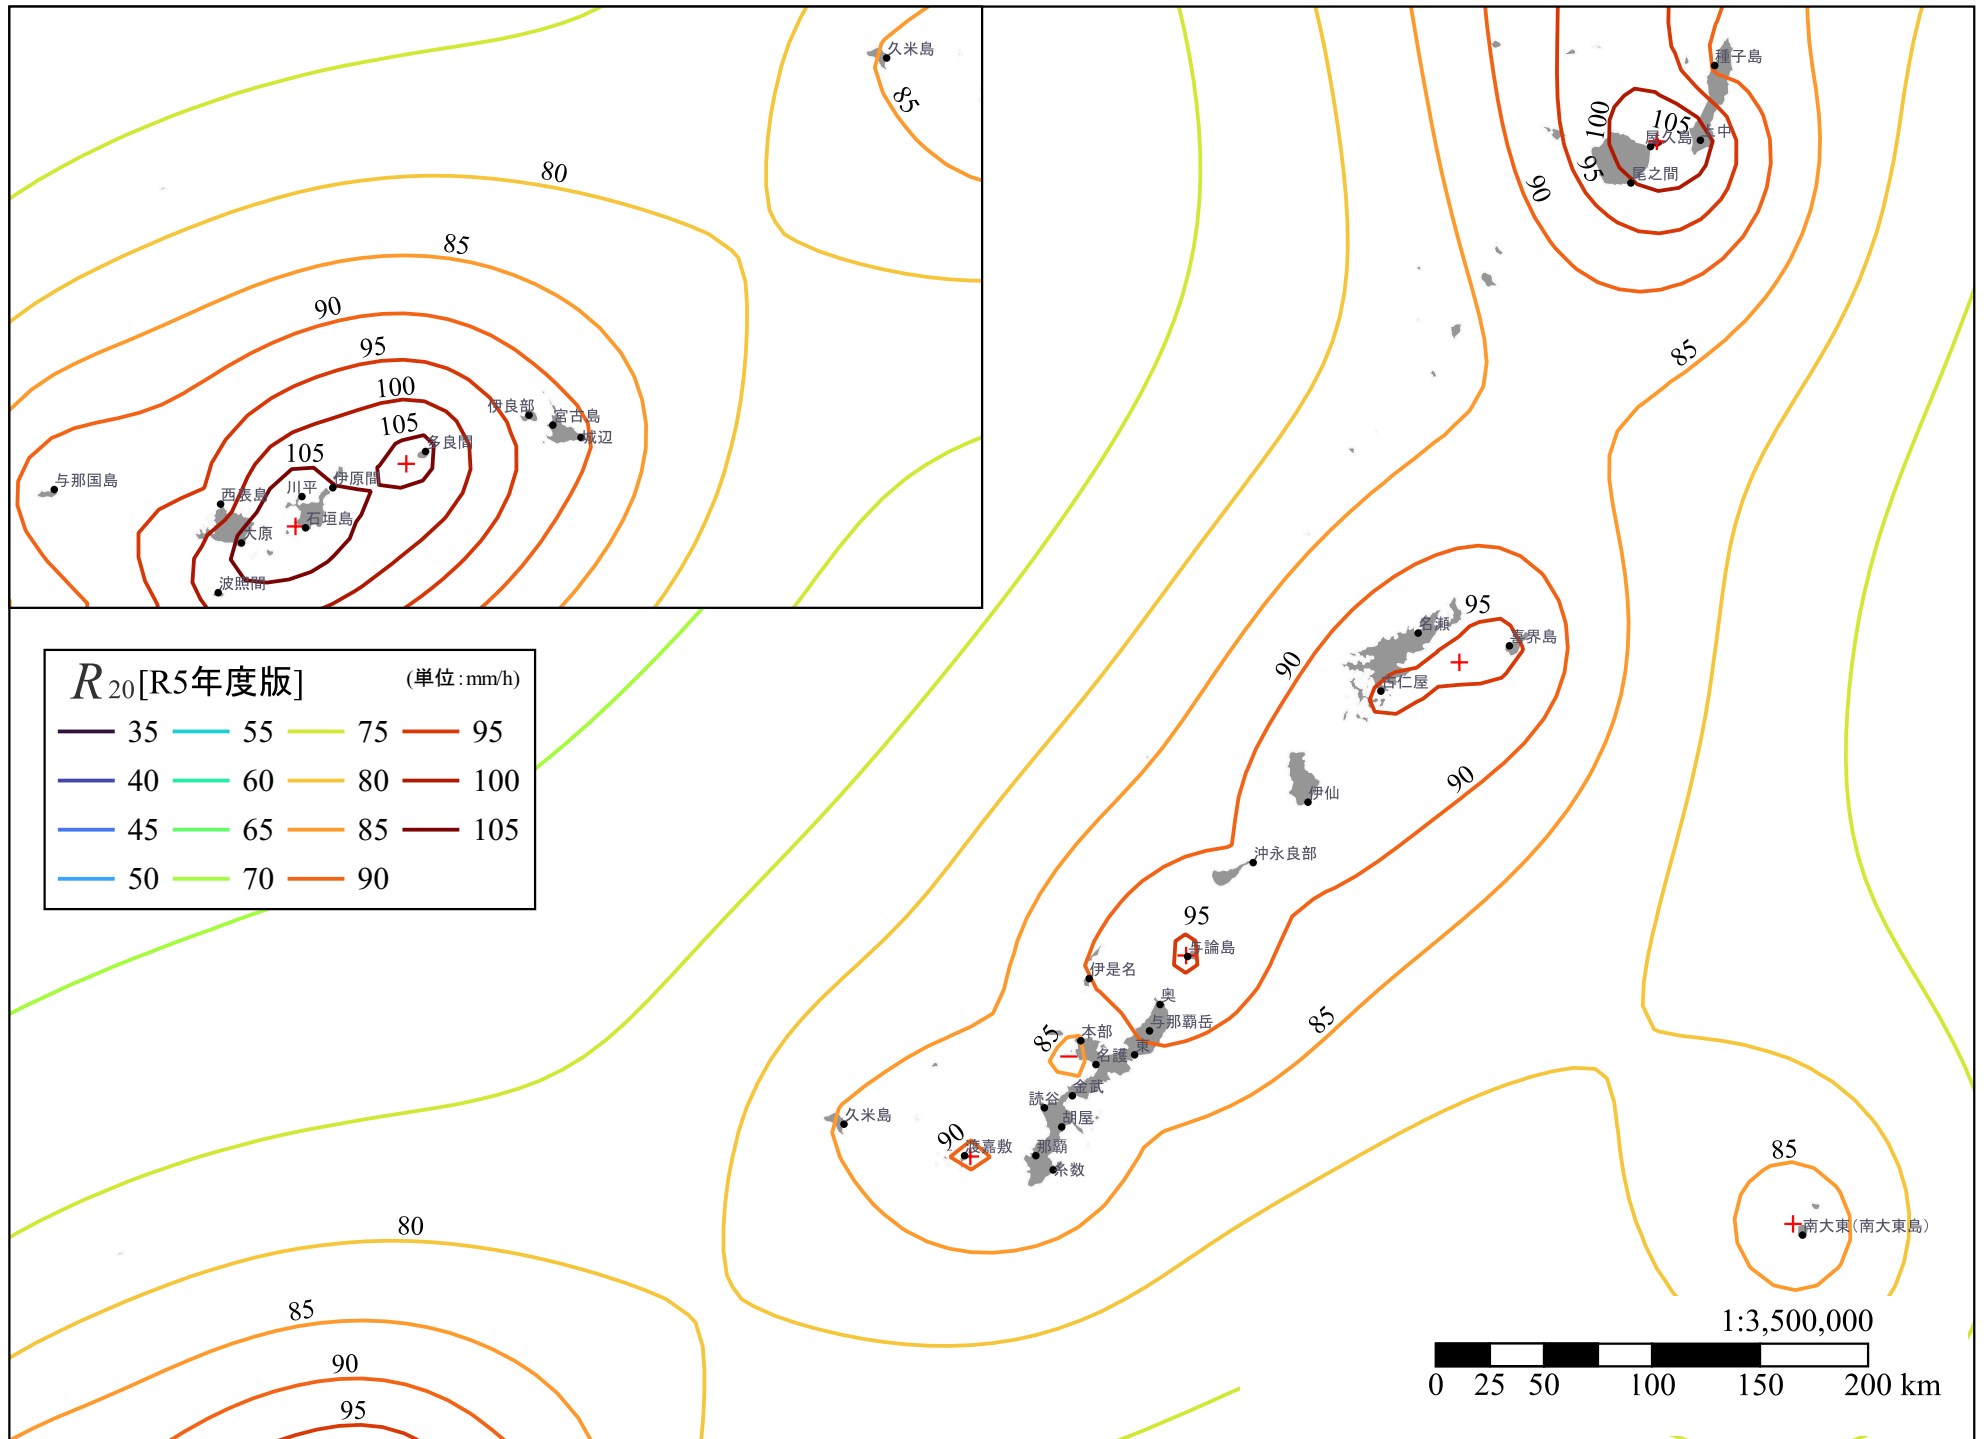 久米島
85
80
85
90
95
100
105
105
伊良部
宮古島
城辺
多良間
伊原間
川平
石垣島
西表島
大原
波照間
与那国島
種子島
100
105
屋久島
上中
95
尾之間
90
85
R 20 [R5年度版]
(単位:mm/h)
35 55 75 95
40 60 80 100
45 65 85 105
50 70 90
95
名瀬
喜界島
90
古仁屋
90
伊仙
沖永良部
95
与論島
伊是名
奥
与那覇岳
85
85
本部
東
名護
金武
読谷
胡屋
久米島
90
渡嘉敷
那覇
糸数
85
南大東(南大東島)
80
85
90
95
1:3,500,000
0 25 50 100 150 200 km